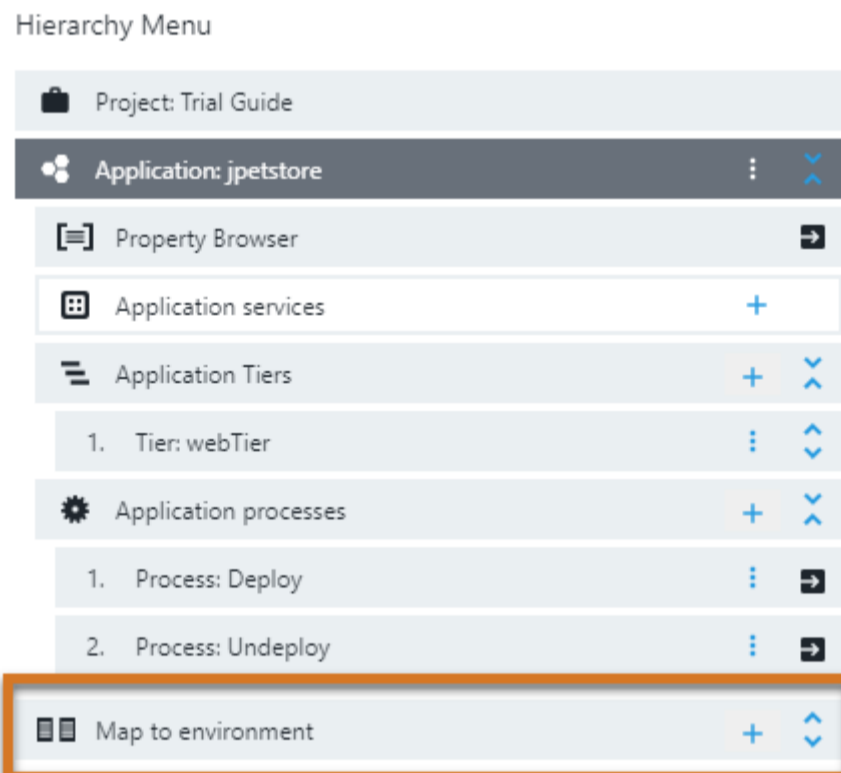 Hierarchy Menu
Project: Trial Guide
Application: jpetstore
Property Browser
Application services
Application Tiers
1. Tier: webTier
Application processes
1. Process: Deploy
2. Process: Undeploy
Map to environment